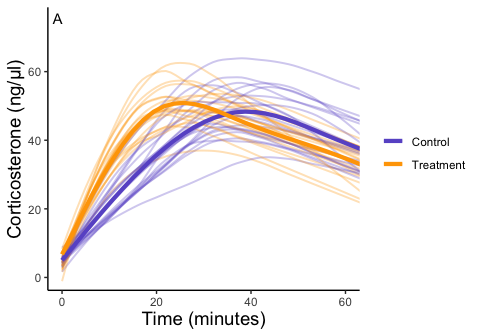 A
Corticosterone (ng/μl)
60
40
20
0
0 20 40 60
Time (minutes)
Control
Treatment